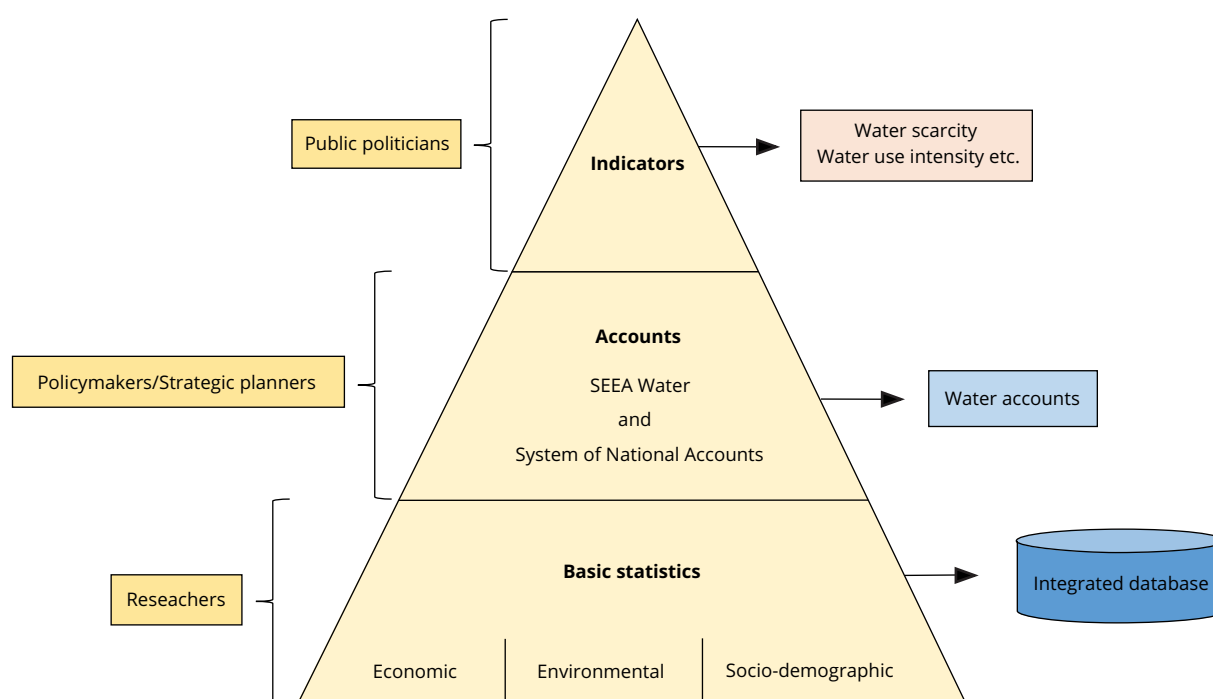 Public politicians
Indicators
Water scarcity
Water use intensity etc.
Policymakers/Strategic planners
Accounts
SEEA Water
and
System of National Accounts
Water accounts
Reseachers
Basic statistics
Integrated database
Economic
Environmental
Socio-demographic